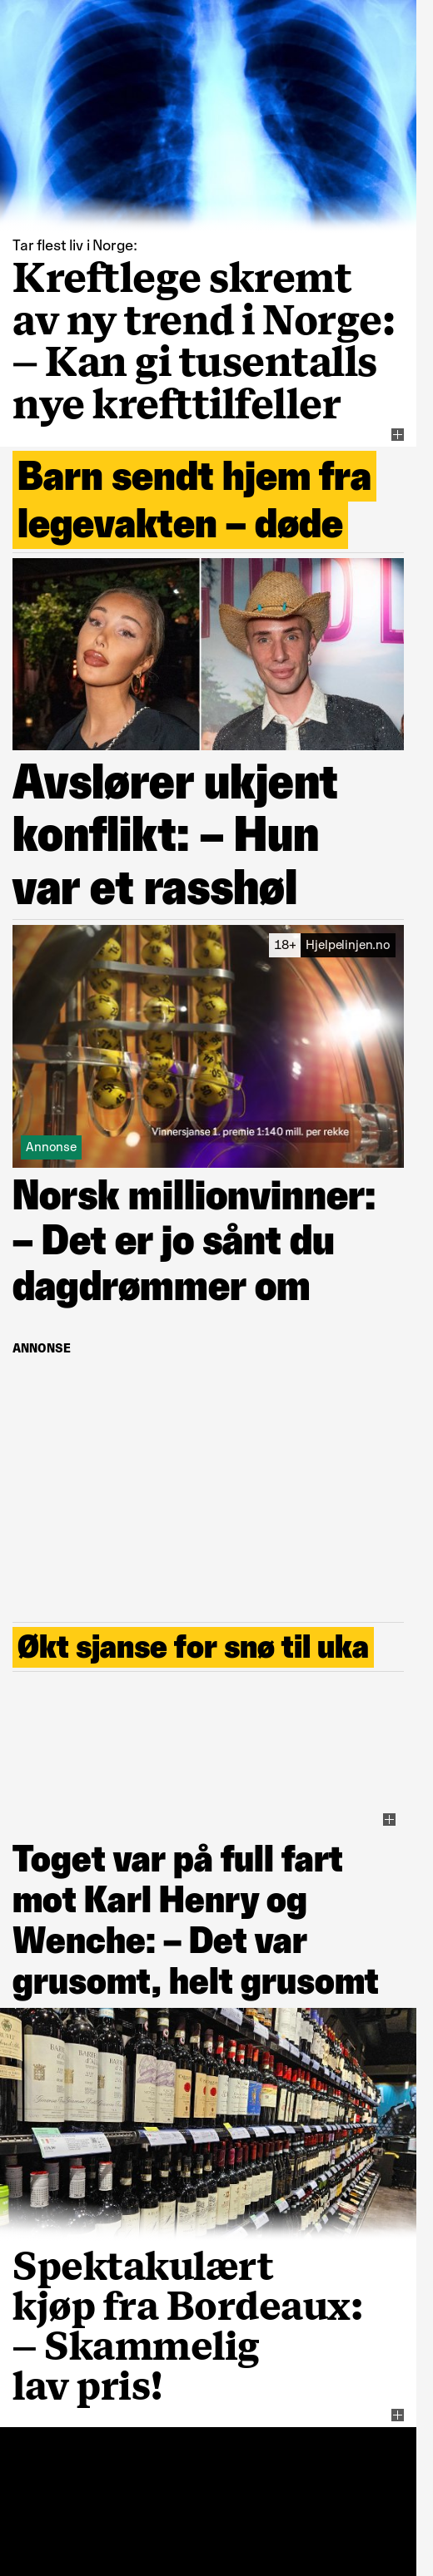 Tar flest liv i Norge:
Kreftlege skremt
av ny trend i Norge:
– Kan gi tusentalls
nye krefttilfeller
Barn sendt hjem fra
legevakten – døde
Avslører ukjent
konflikt: – Hun
var et rasshøl
18+ Hjelpelinjen.no
Vinnersjanse 1. premie 1:140 mill. per rekke
Annonse
Norsk millionvinner:
– Det er jo sånt du
dagdrømmer om
ANNONSE
Økt sjanse for snø til uka
Toget var på full fart
mot Karl Henry og
Wenche: – Det var
grusomt, helt grusomt
Spektakulært
kjøp fra Bordeaux:
– Skammelig
lav pris!